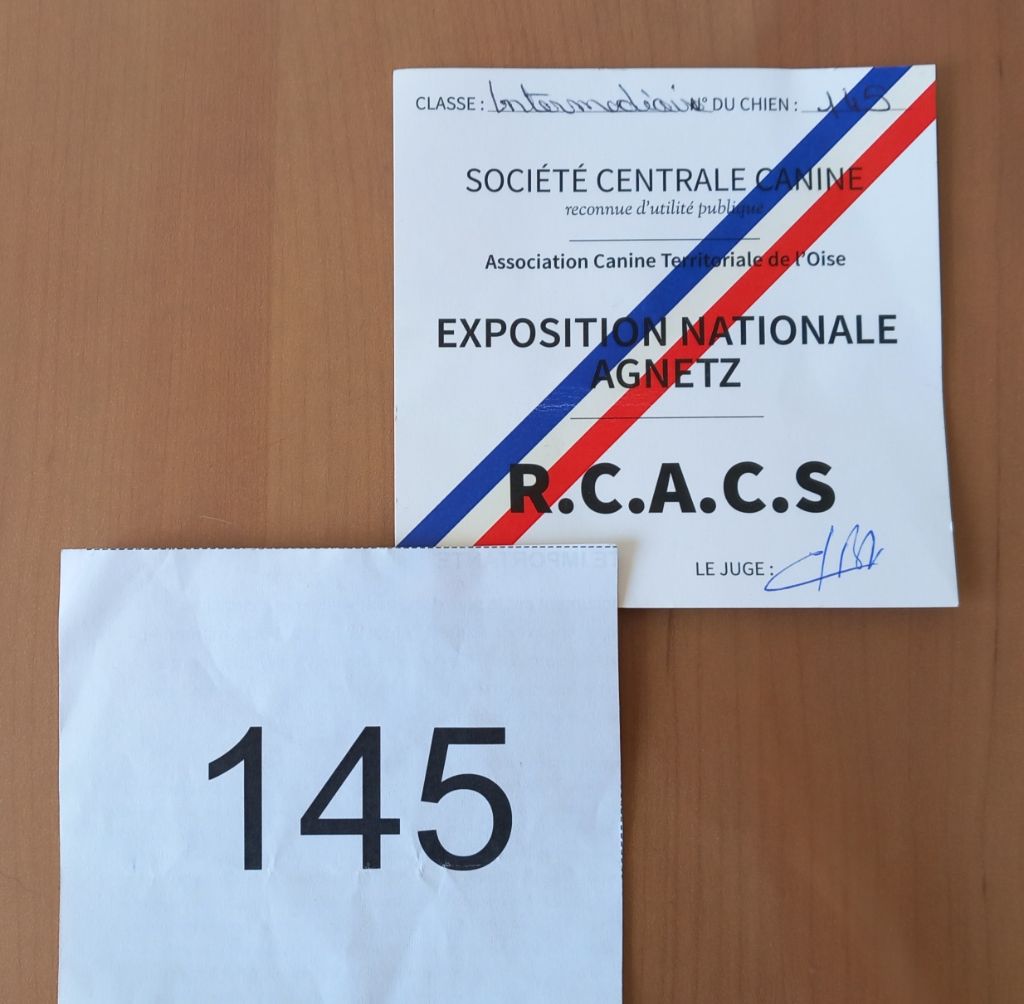 CLASSE : Intermédiaire N° DU CHIEN : 145
SOCIÉTÉ CENTRALE CANINE
reconnue d'utilité publique
Association Canine Territoriale de l'Oise
EXPOSITION NATIONALE
AGNETZ
R.C.A.C.S
LE JUGE :
145